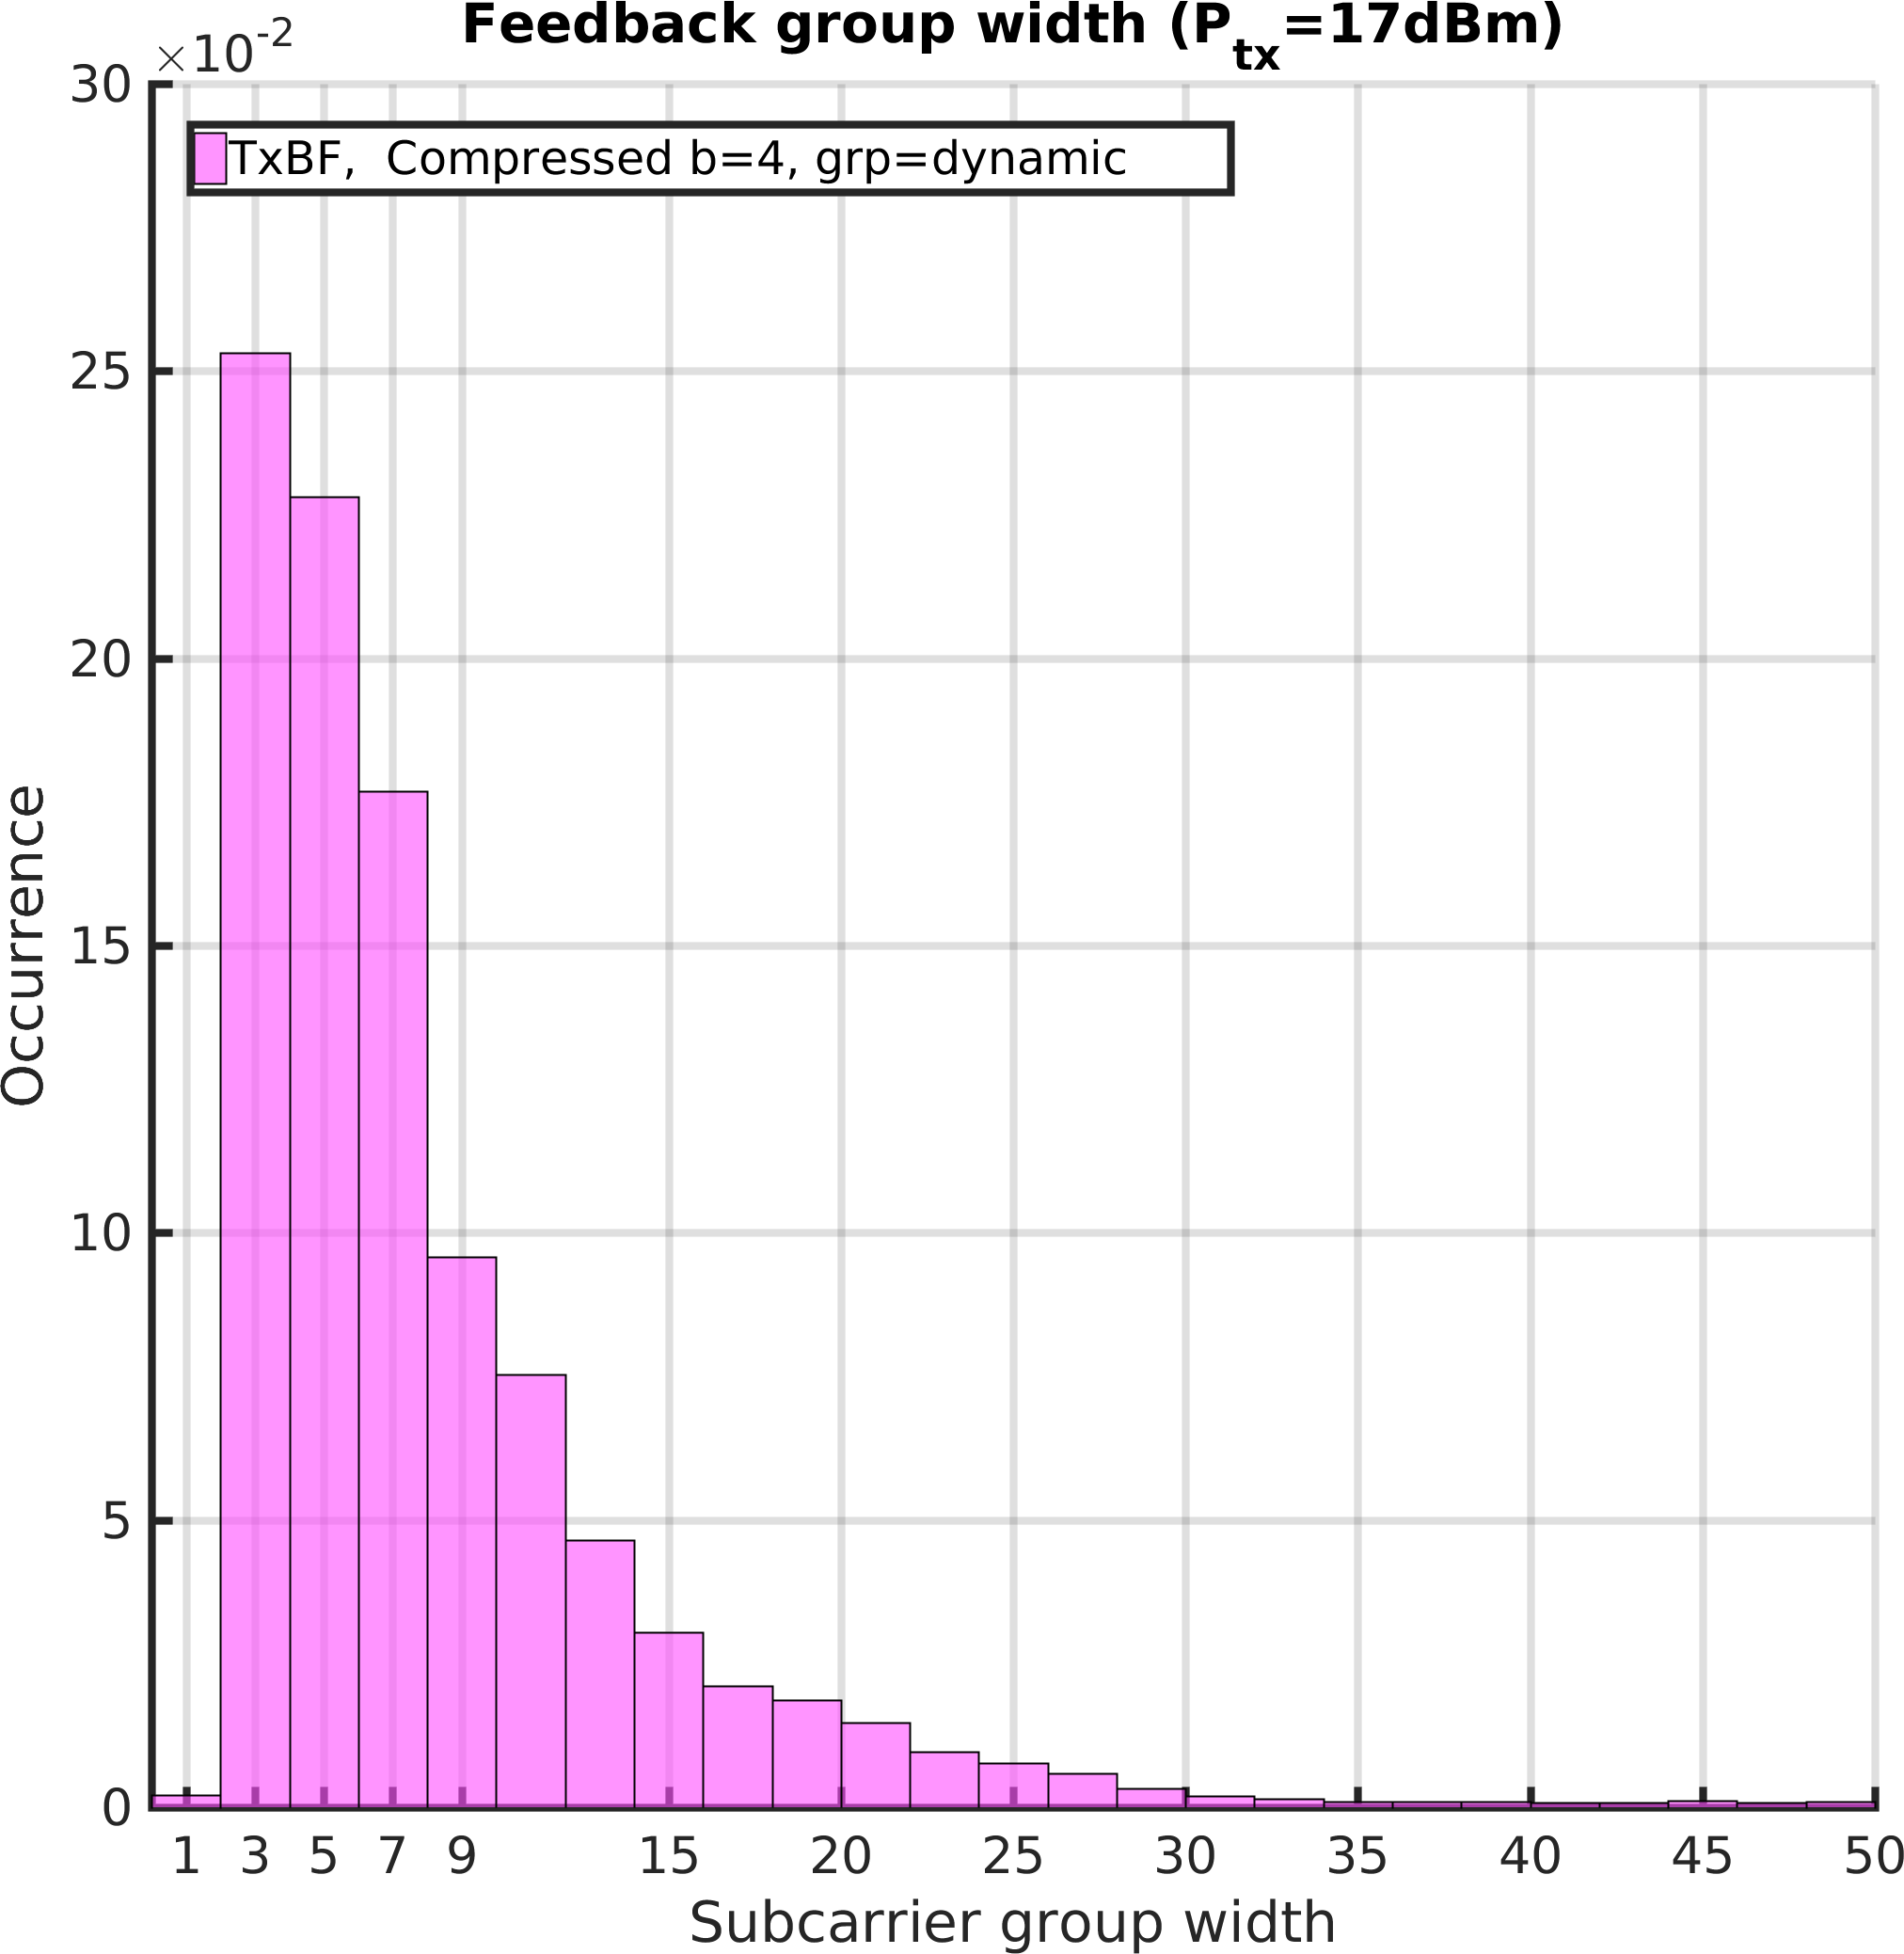 Feedback group width (Ptx=17dBm)
×10-2
30
TxBF,  Compressed b=4, grp=dynamic
25
20
15
10
5
0
Occurrence
1 3 5 7 9 15 20 25 30 35 40 45 50
Subcarrier group width